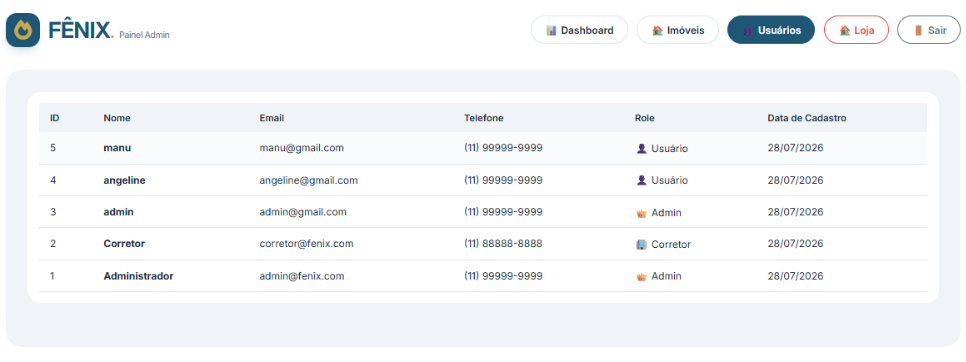 FÊNIX. Painel Admin
Dashboard Imóveis Usuários Loja Sair
ID Nome Email Telefone Role Data de Cadastro
5 manu manu@gmail.com (11) 99999-9999 Usuário 28/07/2026
4 angeline angeline@gmail.com (11) 99999-9999 Usuário 28/07/2026
3 admin admin@gmail.com (11) 99999-9999 Admin 28/07/2026
2 Corretor corretor@fenix.com (11) 88888-8888 Corretor 28/07/2026
1 Administrador admin@fenix.com (11) 99999-9999 Admin 28/07/2026